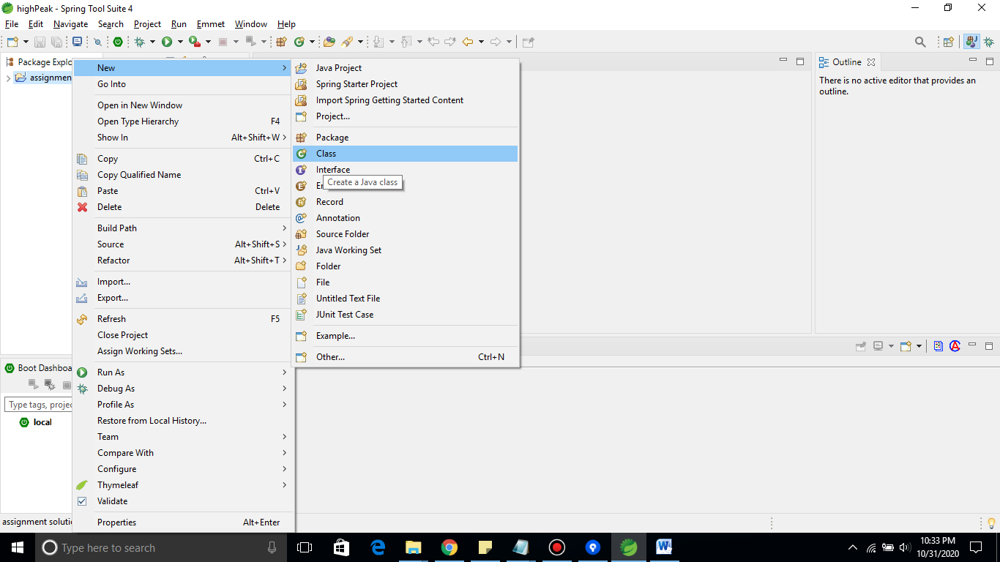 highPeak - Spring Tool Suite 4
File Edit Navigate Search Project Run Emmet Window Help
Package Explo
assignmen
New
Go Into
Open in New Window
Open Type Hierarchy F4
Show In Alt+Shift+W
Copy Ctrl+C
Copy Qualified Name
Paste Ctrl+V
Delete Delete
Build Path
Source Alt+Shift+S
Refactor Alt+Shift+T
Import...
Export...
Refresh F5
Close Project
Assign Working Sets...
Run As
Debug As
Profile As
Restore from Local History...
Team
Compare With
Configure
Thymeleaf
Validate
Properties Alt+Enter
Java Project
Spring Starter Project
Import Spring Getting Started Content
Project...
Package
Class
Interface
Create a Java class
En
Record
Annotation
Source Folder
Java Working Set
Folder
File
Untitled Text File
JUnit Test Case
Example...
Other... Ctrl+N
Outline
There is no active editor that provides an
outline.
Boot Dashboa
Type tags, projec
local
assignment soluti
Type here to search
10:33 PM
10/31/2020